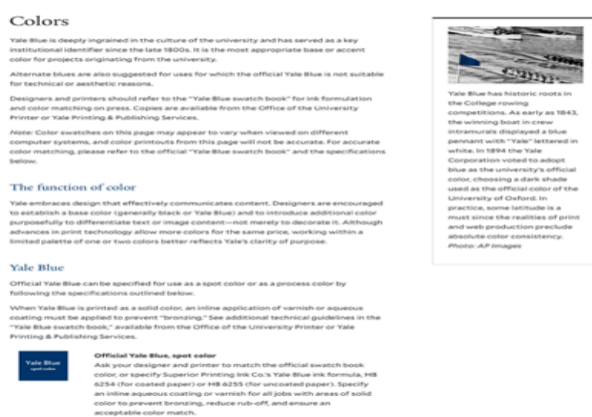 Colors
Yale Blue is deeply ingrained in the culture of the university and has served as a key
institutional identifier since the late 1800s. It is the most appropriate base or accent
color for projects originating from the university.
Alternate blues are also suggested for uses for which the official Yale Blue is not suitable
for technical or aesthetic reasons.
Designers and printers should refer to the "Yale Blue swatch book" for ink formulation
and color matching on press. Copies are available from the Office of the University
Printer or Yale Printing & Publishing Services.
Note: Color swatches on this page may appear to vary when viewed on different
computer systems, and color printouts from this page will not be accurate. For accurate
color matching, please refer to the official "Yale Blue swatch book" and the specifications
below.
The function of color
Yale embraces design that effectively communicates content. Designers are encouraged
to establish a base color (generally black or Yale Blue) and to introduce additional color
purposefully to differentiate text or image content—not merely to decorate it. Although
advances in print technology allow more colors for the same price, working within a
limited palette of one or two colors better reflects Yale's clarity of purpose.
Yale Blue
Official Yale Blue can be specified for use as a spot color or as a process color by
following the specifications outlined below.
When Yale Blue is printed as a solid color, an inline application of varnish or aqueous
coating must be applied to prevent "bronzing." See additional technical guidelines in the
"Yale Blue swatch book," available from the Office of the University Printer or Yale
Printing & Publishing Services.
Yale Blue
spot color
Official Yale Blue, spot color
Ask your designer and printer to match the official swatch book
color, or specify Superior Printing Ink Co.'s Yale Blue ink formula, HB
6254 (for coated paper) or HB 6255 (for uncoated paper). Specify
an inline aqueous coating or varnish for all jobs with areas of solid
color to prevent bronzing, reduce rub-off, and ensure an
acceptable color match.
Yale Blue has historic roots in
the College rowing
competitions. As early as 1843,
the winning boat in crew
intramurals displayed a blue
pennant with "Yale" lettered in
white. In 1894 the Yale
Corporation voted to adopt
blue as the university's official
color, choosing a dark shade
used as the official color of the
University of Oxford. In
practice, some latitude is a
must since the realities of print
and web production preclude
absolute color consistency.
Photo: AP Images